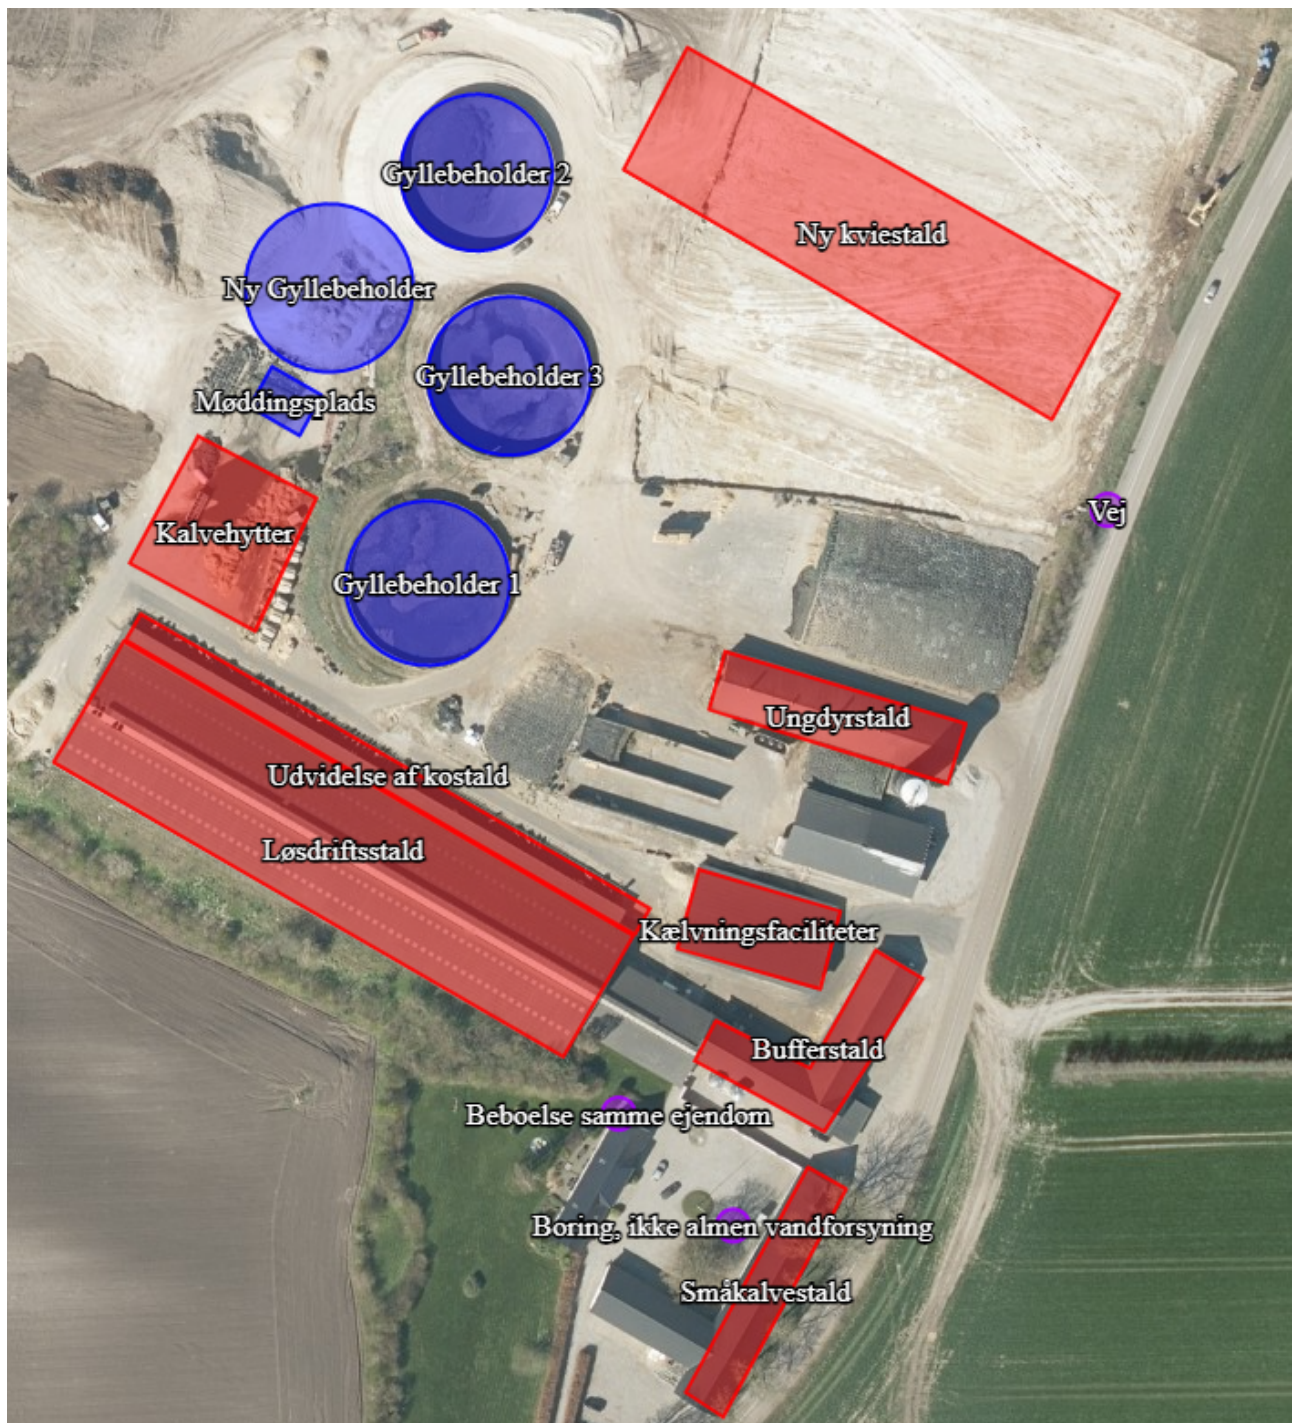 Gyllebeholder 2
Ny kviestald
Ny Gyllebeholder
Gyllebeholder 3
Møddingsplads
Vej
Kalvehytter
Gyllebeholder 1
Ungdyrstald
Udvidelse af kostald
Løsdriftsstald
Kælvningsfaciliteter
Bufferstald
Beboelse samme ejendom
Boring, ikke almen vandforsyning
Småkalvestald